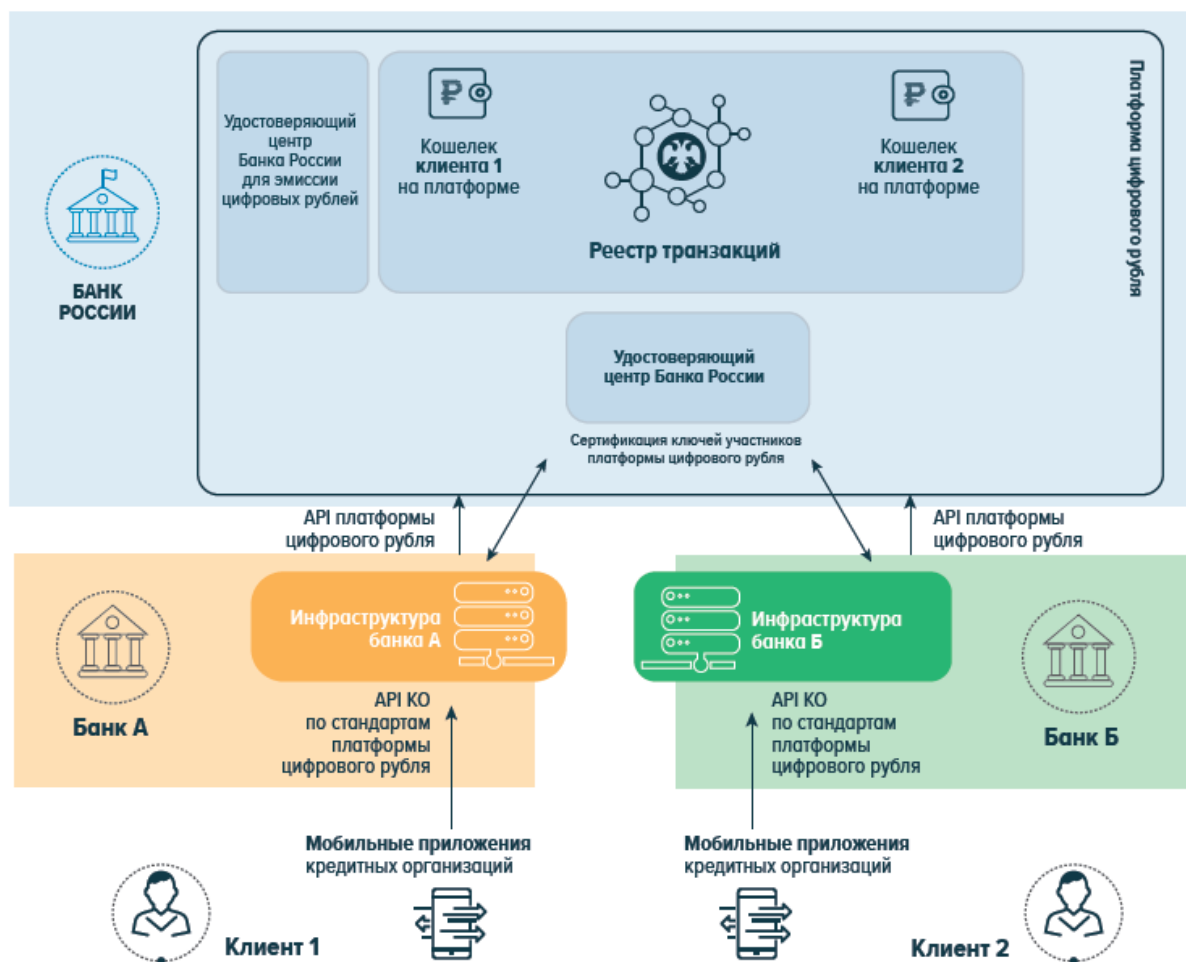 Удостоверяющий
центр
Банка России
для эмиссии
цифровых рублей
₽
Кошелек
клиента 1
на платформе
Реестр транзакций
₽
Кошелек
клиента 2
на платформе
Платформа цифрового рубля
БАНК
РОССИИ
Удостоверяющий
центр Банка России
Сертификация ключей участников
платформы цифрового рубля
API платформы
цифрового рубля
API платформы
цифрового рубля
Инфраструктура
банка А
Банк А
API КО
по стандартам
платформы
цифрового рубля
Инфраструктура
банка Б
Банк Б
API КО
по стандартам
платформы
цифрового рубля
Мобильные приложения
кредитных организаций
Клиент 1
Мобильные приложения
кредитных организаций
Клиент 2